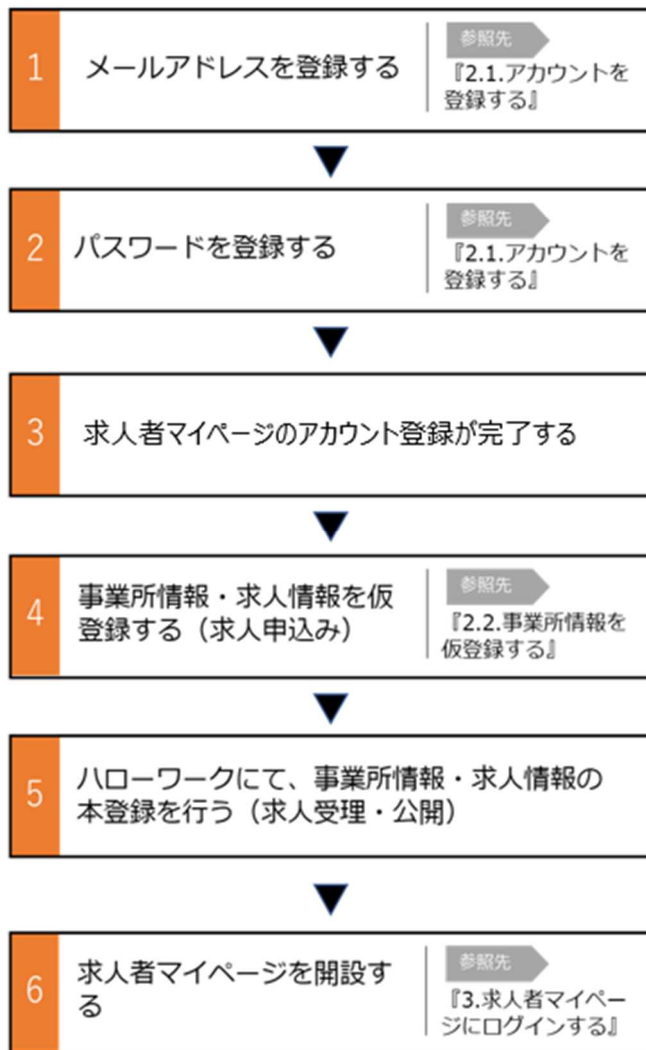 1
メールアドレスを登録する
参照先
『2.1.アカウントを
登録する』
2
パスワードを登録する
参照先
『2.1.アカウントを
登録する』
3
求人者マイページのアカウント登録が完了する
4
事業所情報・求人情報を仮
登録する（求人申込み）
参照先
『2.2.事業所情報を
仮登録する』
5
ハローワークにて、事業所情報・求人情報の
本登録を行う（求人受理・公開）
6
求人者マイページを開設す
る
参照先
『3.求人者マイペー
ジにログインする』